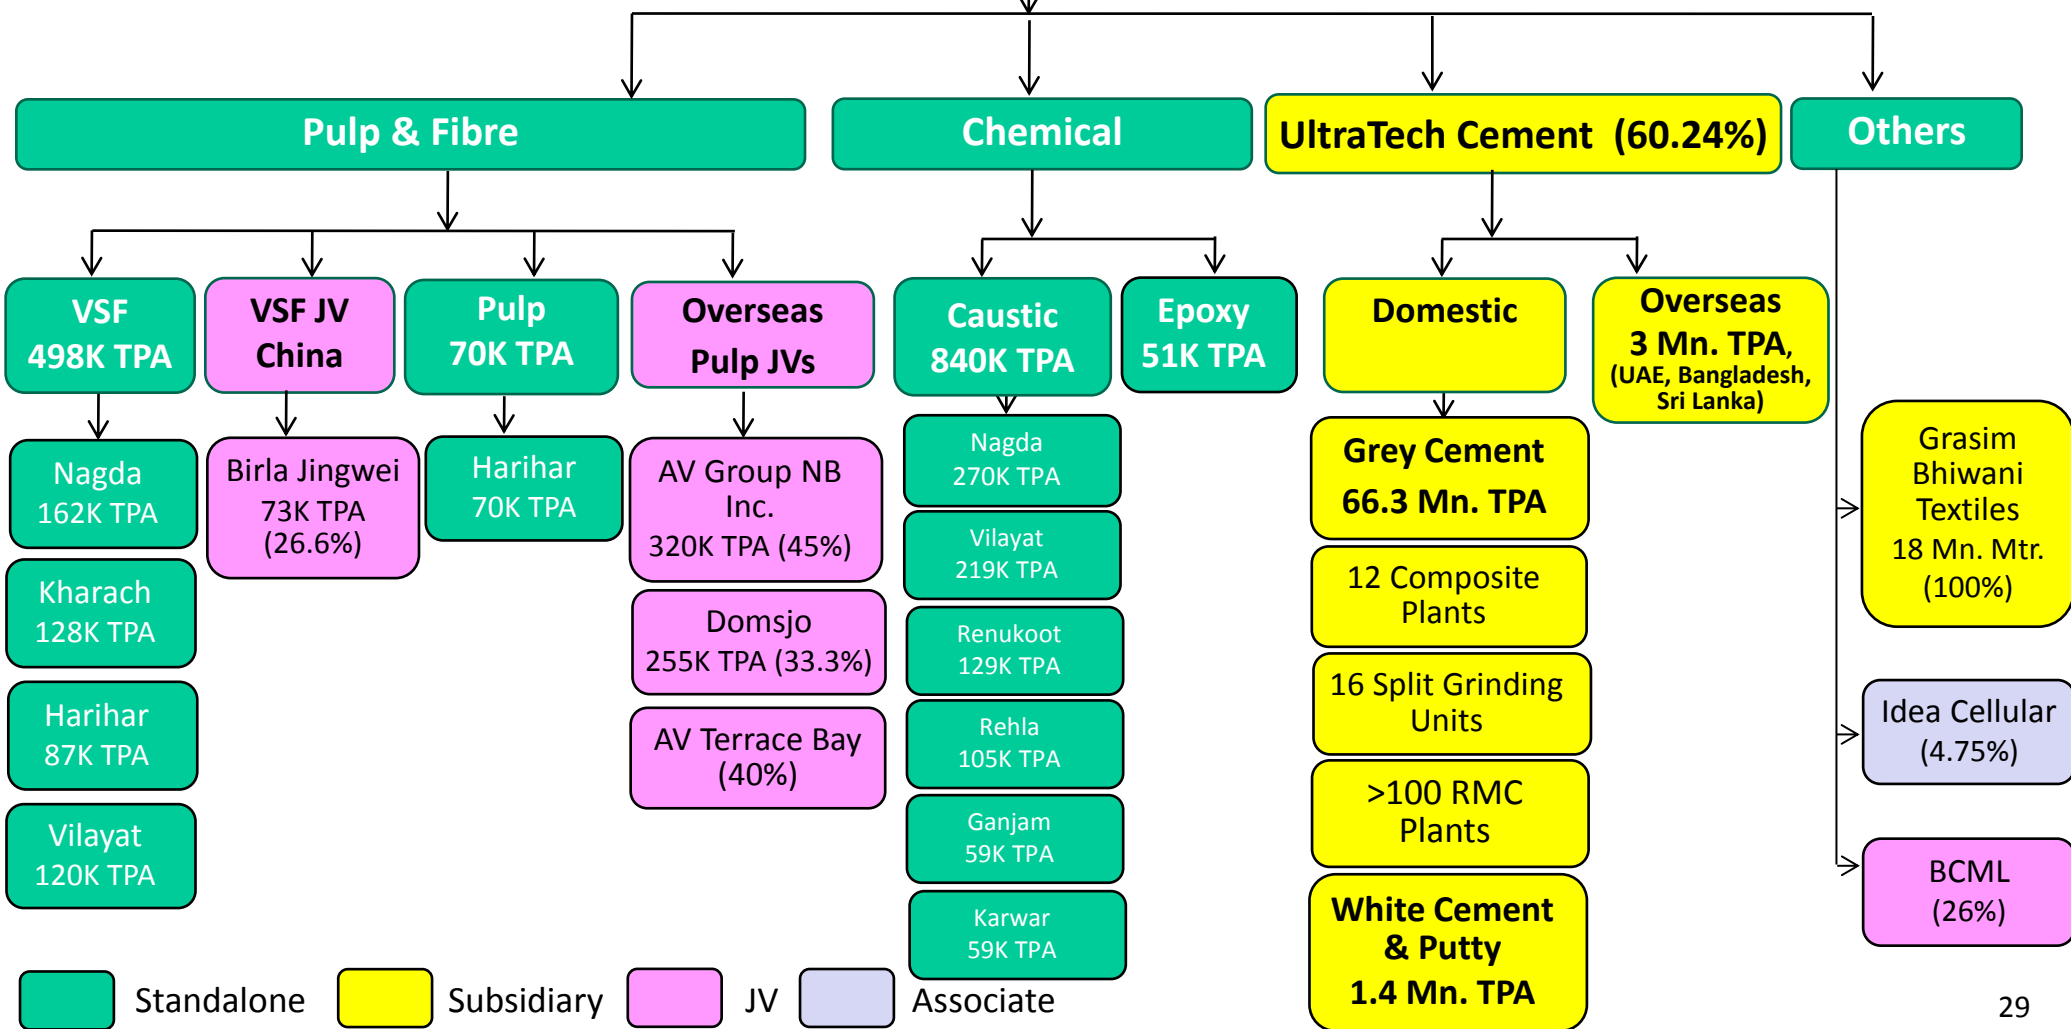 Pulp & Fibre
Chemical
UltraTech Cement (60.24%)
Others
VSF
498K TPA
VSF JV
China
Pulp
70K TPA
Overseas
Pulp JVs
Caustic
840K TPA
Epoxy
51K TPA
Domestic
Overseas
3 Mn. TPA,
(UAE, Bangladesh,
Sri Lanka)
Nagda
162K TPA
Kharach
128K TPA
Harihar
87K TPA
Vilayat
120K TPA
Birla Jingwei
73K TPA
(26.6%)
Harihar
70K TPA
AV Group NB
Inc.
320K TPA (45%)
Domsjo
255K TPA (33.3%)
AV Terrace Bay
(40%)
Nagda
270K TPA
Vilayat
219K TPA
Renukoot
129K TPA
Rehla
105K TPA
Ganjam
59K TPA
Karwar
59K TPA
Grey Cement
66.3 Mn. TPA
12 Composite
Plants
16 Split Grinding
Units
>100 RMC
Plants
White Cement
& Putty
1.4 Mn. TPA
Grasim
Bhiwani
Textiles
18 Mn. Mtr.
(100%)
Idea Cellular
(4.75%)
BCML
(26%)
Standalone
Subsidiary
JV
Associate
29